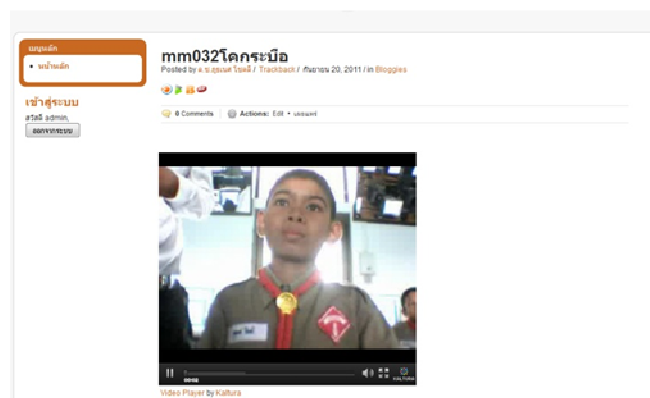 เมนูหลัก
หน้าหลัก
mm032โคกระบือ
Posted by / Trackback / กันยายน 20, 2011 / in Bloggies
0 Comments
Actions: Edit •
เข้าสู่ระบบ
สวัสดี admin,
ออกจากระบบ
00:02
KALTURA
Video Player by Kaltura